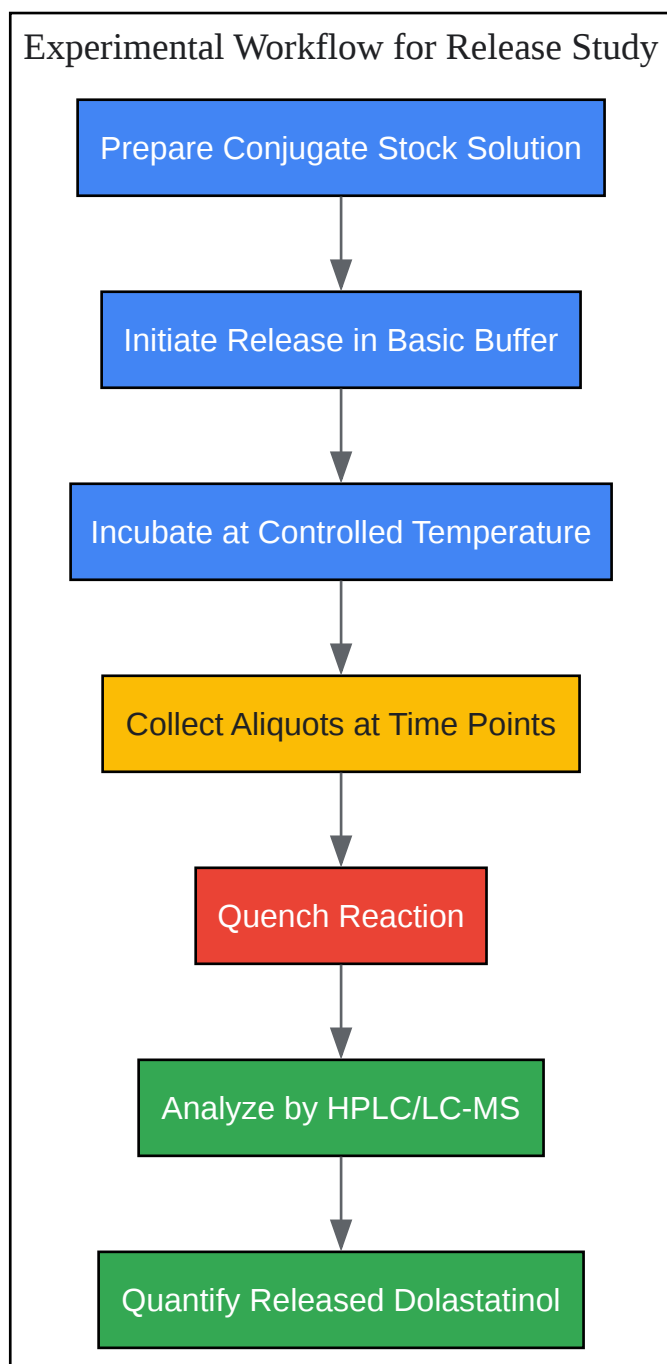 Experimental Workflow for Release Study
Prepare Conjugate Stock Solution
Initiate Release in Basic Buffer
Incubate at Controlled Temperature
Collect Aliquots at Time Points
Quench Reaction
Analyze by HPLC/LC-MS
Quantify Released Dolastatinol